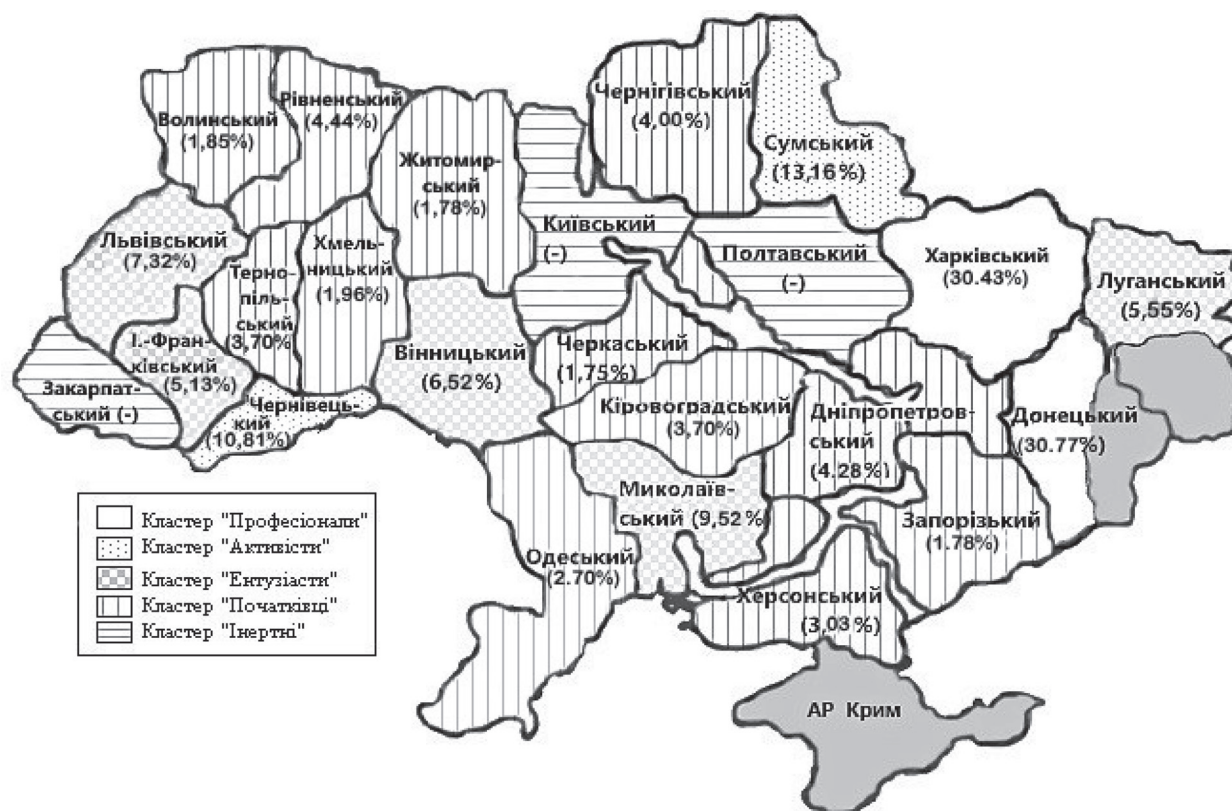 Волинський
(1,85%)
Рівненський
(4,44%)
Житомир-
ський
(1,78%)
Чернігівський
(4,00%)
Сумський
(13,16%)
Львівський
(7,32%)
Терно-
піль-
ський
(3,70%
Хмель-
ницький
(1,96%)
Київський
(-)
Полтавський
(-)
Харківський
(30.43%)
Луганський
(5,55%)
І.-Фран-
ківський
(5,13%)
Закарпат-
ський (-)
Чернівець-
кий
(10,81%)
Вінницький
(6,52%)
Черкаський
(1,75%)
Кіровоградський
(3,70%)
Дніпропетров-
ський
(4.28%)
Донецький
(30.77%)
Миколаїв-
ський (9,52%
Запорізький
(1.78%)
Одеський
(2.70%)
Херсонський
(3,03%)
АР Крим
Кластер "Професіонали"
Кластер "Активісти"
Кластер "Ентузіасти"
Кластер "Початківці"
Кластер "Інертні"